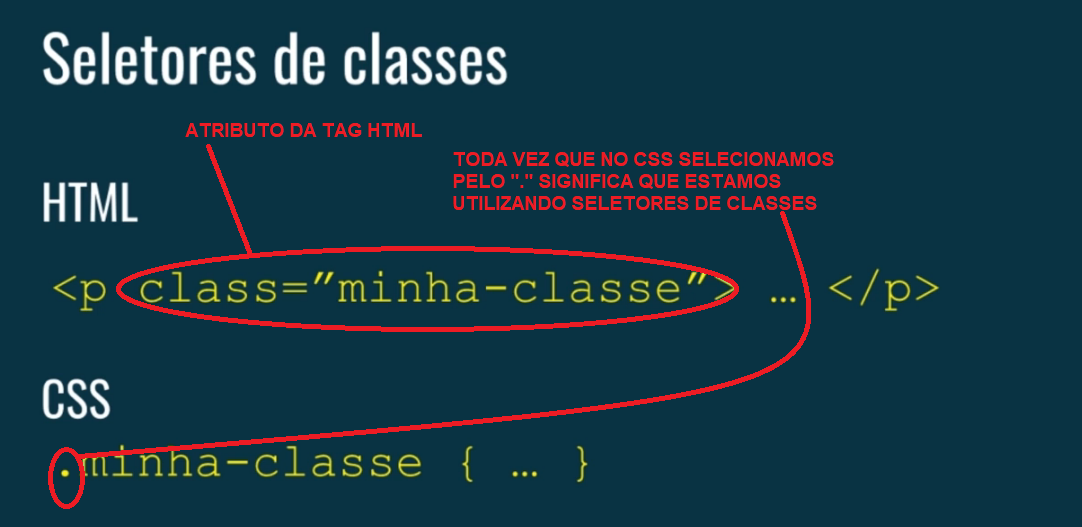 Seletores de classes
ATRIBUTO DA TAG HTML
TODA VEZ QUE NO CSS SELECIONAMOS
PELO "." SIGNIFICA QUE ESTAMOS
UTILIZANDO SELETORES DE CLASSES
HTML
<p class=”minha-classe”> … </p>
CSS
.minha-classe { … }